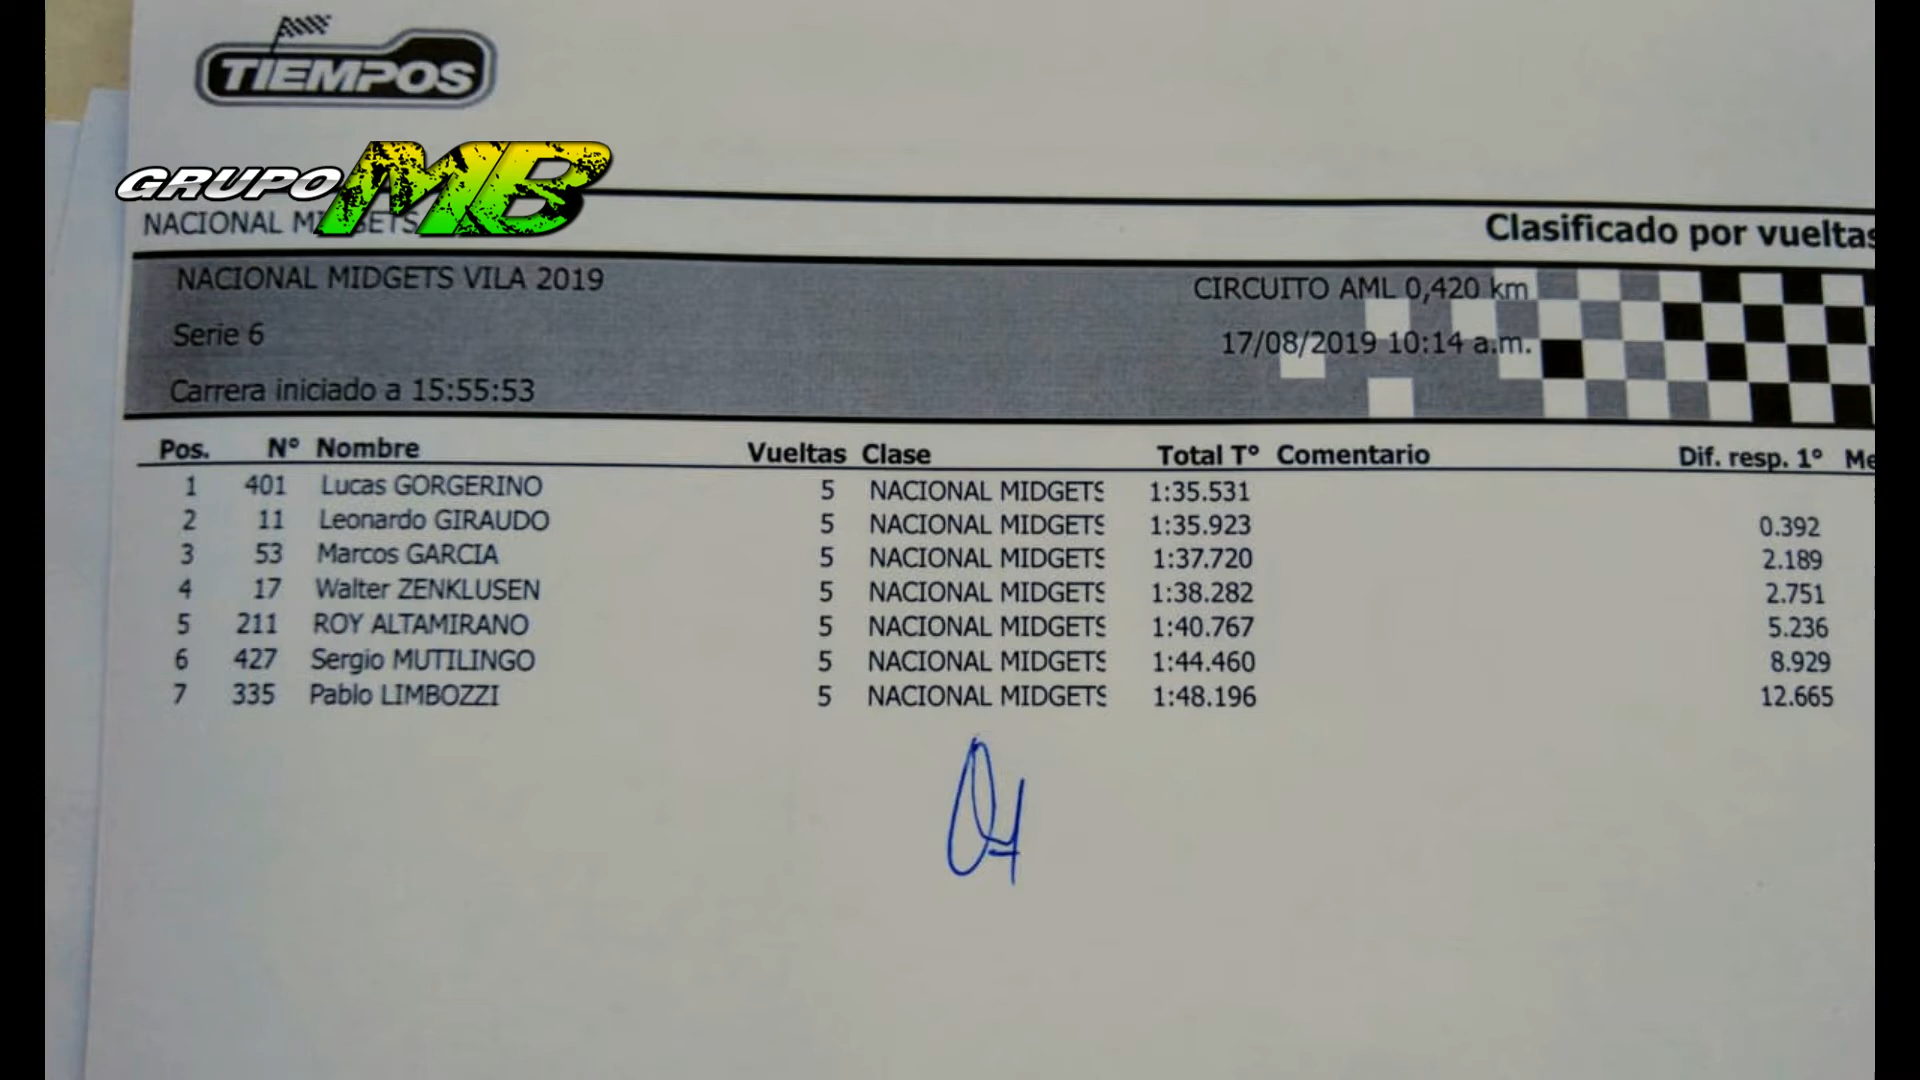 TIEMPOS
GRUPO MB
NACIONAL MIDGETS
Clasificado por vueltas
NACIONAL MIDGETS VILA 2019 CIRCUITO AML 0,420 km
Serie 6 17/08/2019 10:14 a.m.
Carrera iniciado a 15:55:53
Pos. Nº Nombre Vueltas Clase Total Tº Comentario Dif. resp. 1º Me
1 401 Lucas GORGERINO 5 NACIONAL MIDGETS 1:35.531
2 11 Leonardo GIRAUDO 5 NACIONAL MIDGETS 1:35.923 0.392
3 53 Marcos GARCIA 5 NACIONAL MIDGETS 1:37.720 2.189
4 17 Walter ZENKLUSEN 5 NACIONAL MIDGETS 1:38.282 2.751
5 211 ROY ALTAMIRANO 5 NACIONAL MIDGETS 1:40.767 5.236
6 427 Sergio MUTILINGO 5 NACIONAL MIDGETS 1:44.460 8.929
7 335 Pablo LIMBOZZI 5 NACIONAL MIDGETS 1:48.196 12.665